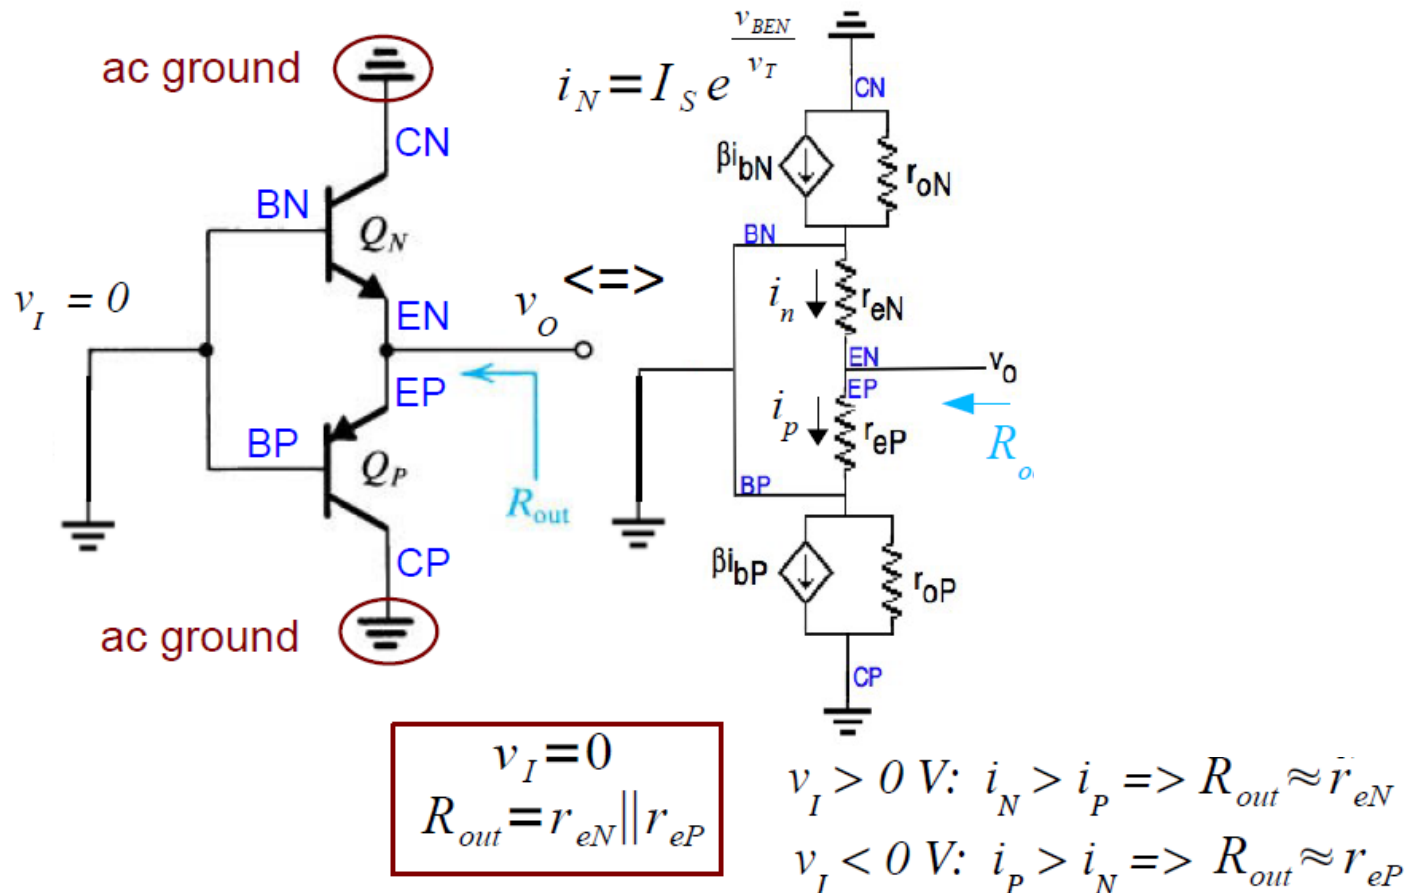 ac ground
CN
BN
Q_N
v_I = 0
EN
v_O
EP
BP
Q_P
R_out
CP
ac ground
<=>
i_N = I_S e^(v_BEN / v_T)
CN
βi_bN
r_oN
BN
i_n
r_eN
EN
v_o
EP
i_p
r_eP
R_o
BP
βi_bP
r_oP
CP
v_I = 0
R_out = r_eN || r_eP
v_I > 0 V: i_N > i_P => R_out ≈ r_eN
v_I < 0 V: i_P > i_N => R_out ≈ r_eP